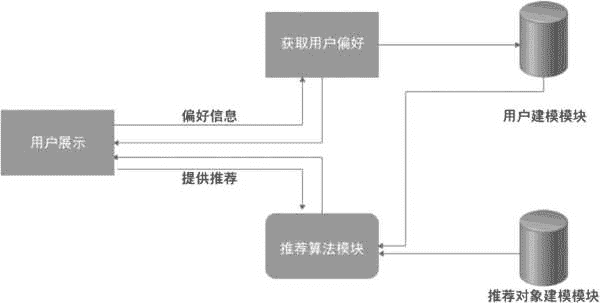 获取用户偏好
偏好信息
用户建模模块
用户展示
提供推荐
推荐算法模块
推荐对象建模模块